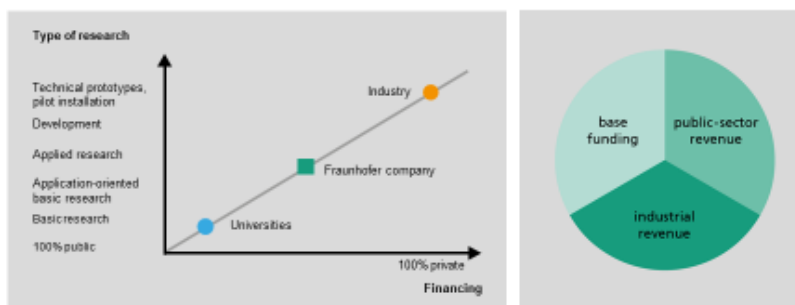 Type of research
Technical prototypes,
pilot installation
Development
Applied research
Application-oriented
basic research
Basic research
100% public
Industry
Fraunhofer company
Universities
100% private
Financing
base
funding
public-sector
revenue
industrial
revenue